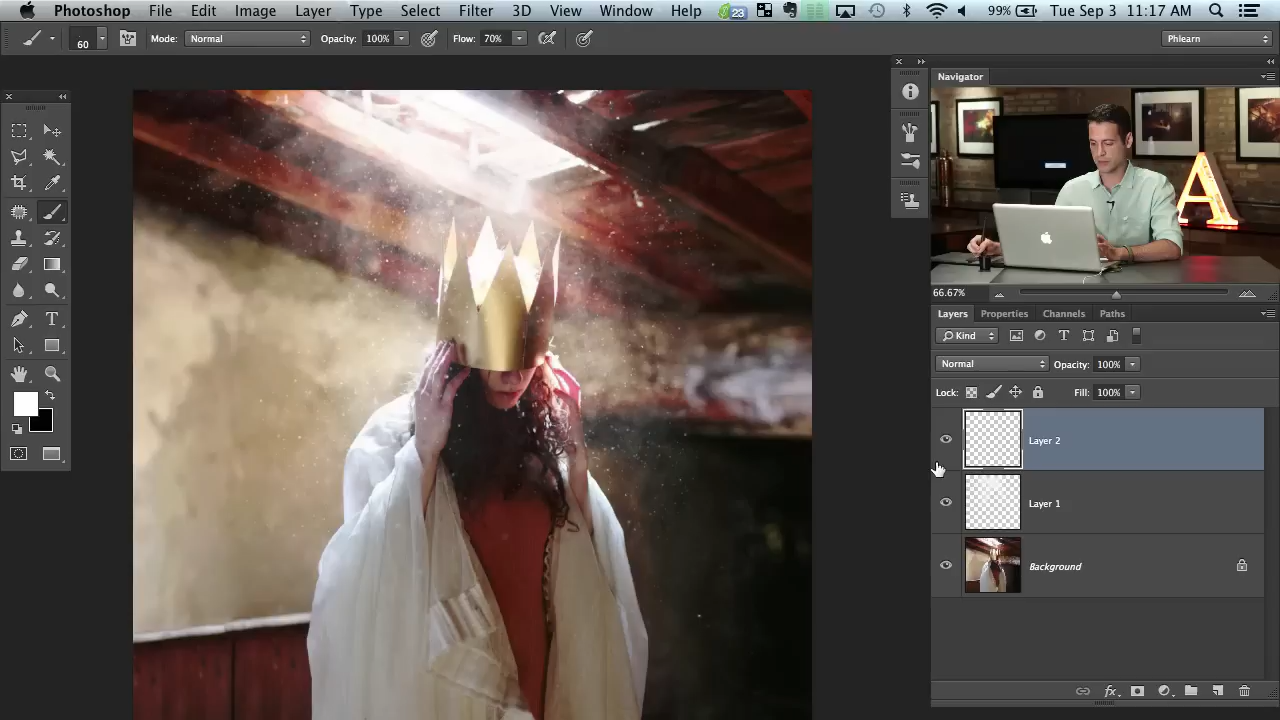 Photoshop File Edit Image Layer Type Select Filter 3D View Window Help 23 99% Tue Sep 3 11:17 AM
60 Mode: Normal Opacity: 100% Flow: 70% Phlearn
Navigator
A
66.67%
Layers Properties Channels Paths
Kind T
Normal Opacity: 100%
Lock: Fill: 100%
Layer 2
Layer 1
Background
fx
T